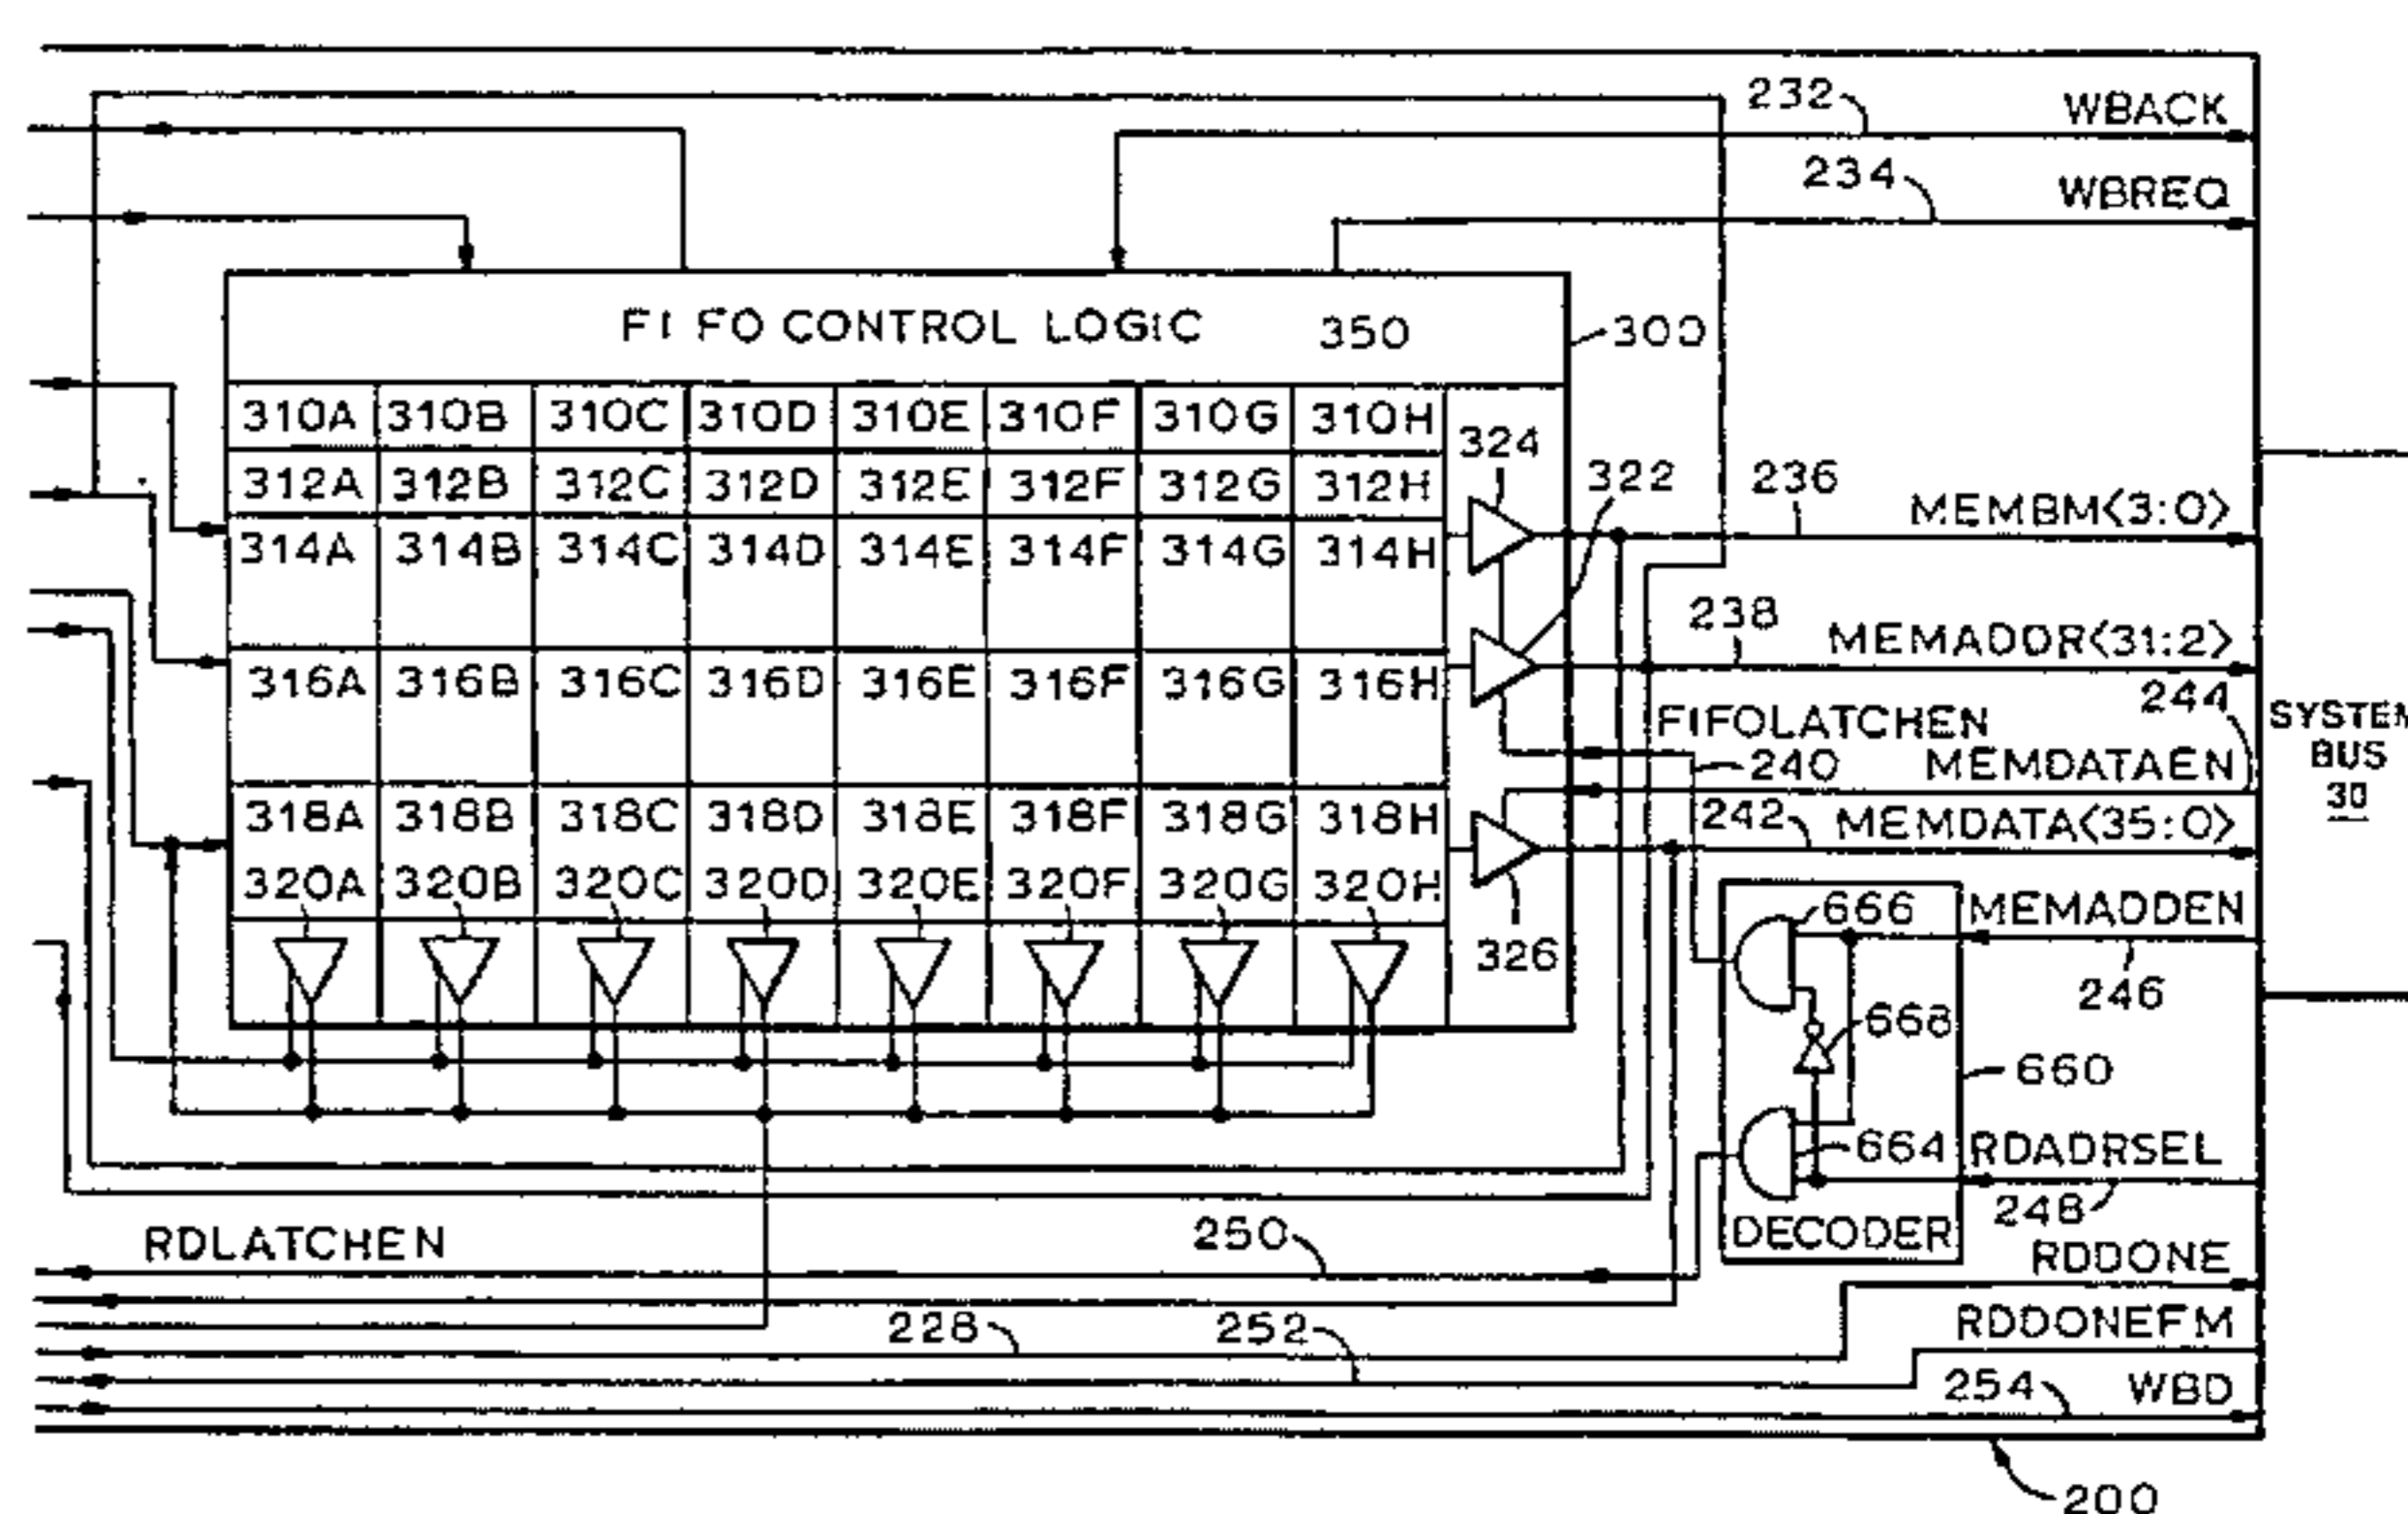 232 WBACK
234 WBREQ
FI FO CONTROL LOGIC 350
300
310A 310B 310C 310D 310E 310F 310G 310H
324
312A 312B 312C 312D 312E 312F 312G 312H
322
236 MEMBM<3:0>
314A 314B 314C 314D 314E 314F 314G 314H
238 MEMADDR<31:2>
316A 316B 316C 316D 316E 316F 316G 316H
244
FIFOLATCHEN
SYSTEM
BUS
30
240 MEMDATAEN
318A 318B 318C 318D 318E 318F 318G 318H
242 MEMDATA<35:0>
320A 320B 320C 320D 320E 320F 320G 320H
326
666 MEMADDEN
246
668
660
664 RDADRSEL
248
DECODER
RDLATCHEN
250
RDDONE
228
252
RDDONEFM
254 WBD
200